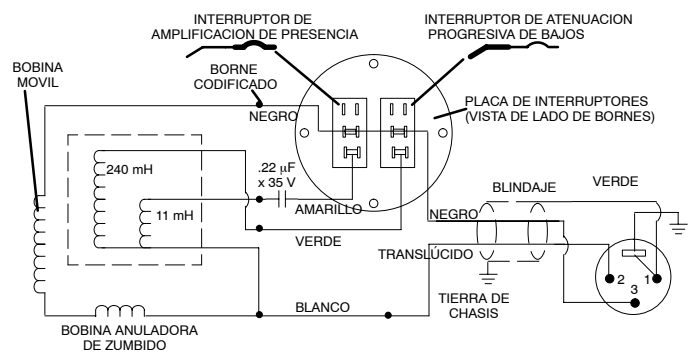 INTERRUPTOR DE
AMPLIFICACION DE PRESENCIA
INTERRUPTOR DE ATENUACION
PROGRESIVA DE BAJOS
BOBINA
MOVIL
BORNE
CODIFICADO
NEGRO
PLACA DE INTERRUPTORES
(VISTA DE LADO DE BORNES)
240 mH
11 mH
.22 µF
x 35 V
AMARILLO
VERDE
NEGRO
BLINDAJE
VERDE
TRANSLÚCIDO
2
1
3
TIERRA DE
CHASIS
BLANCO
BOBINA ANULADORA
DE ZUMBIDO